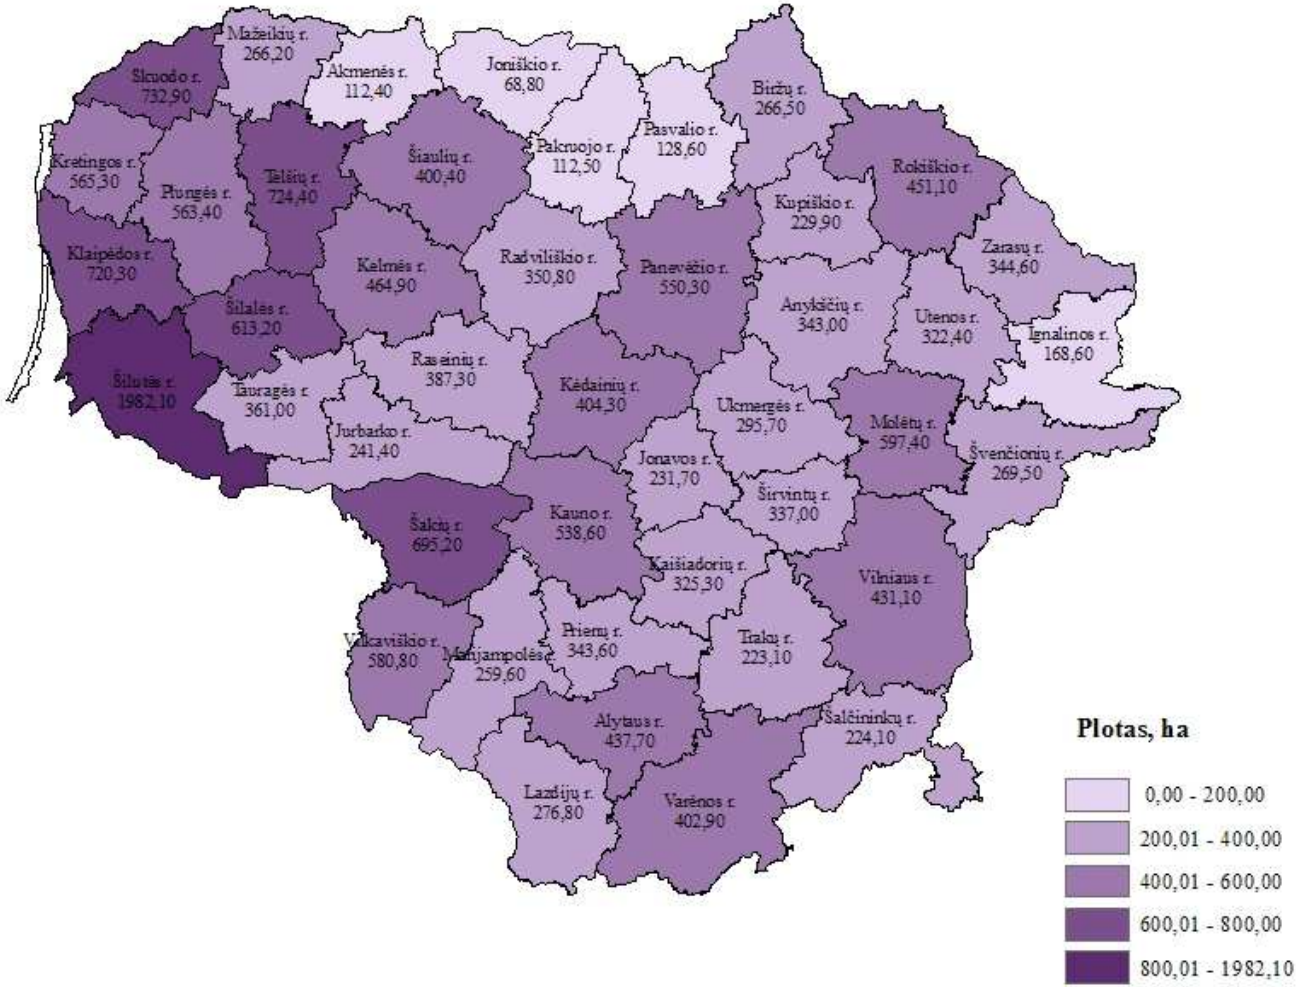 Mažeikių r.
266,20
Skuodo r.
732,90
Akmenės r.
112,40
Joniškio r.
68,80
Biržų r.
266,50
Kretingos r.
565,30
Plungės r.
563,40
Telšių r.
724,40
Šiaulių r.
400,40
Pakruojo r.
112,50
Pasvalio r.
128,60
Rokiškio r.
451,10
Kupiškio r.
229,90
Klaipėdos r.
720,30
Kelmės r.
464,90
Radviliškio r.
350,80
Panevėžio r.
550,30
Zarasų r.
344,60
Šilalės r.
613,20
Anykščių r.
343,00
Utenos r.
322,40
Ignalinos r.
168,60
Šilutės r.
1982,10
Tauragės r.
361,00
Raseinių r.
387,30
Kėdainių r.
404,30
Ukmergės r.
295,70
Molėtų r.
597,40
Jurbarko r.
241,40
Jonavos r.
231,70
Švenčionių r.
269,50
Širvintų r.
337,00
Šakių r.
695,20
Kauno r.
538,60
Kaišiadorių r.
325,30
Vilniaus r.
431,10
Vilkaviškio r.
580,80
Marijampolės r.
259,60
Prienų r.
343,60
Trakų r.
223,10
Alytaus r.
437,70
Šalčininkų r.
224,10
Lazdijų r.
276,80
Varėnos r.
402,90
Plotas, ha
0,00 - 200,00
200,01 - 400,00
400,01 - 600,00
600,01 - 800,00
800,01 - 1982,10